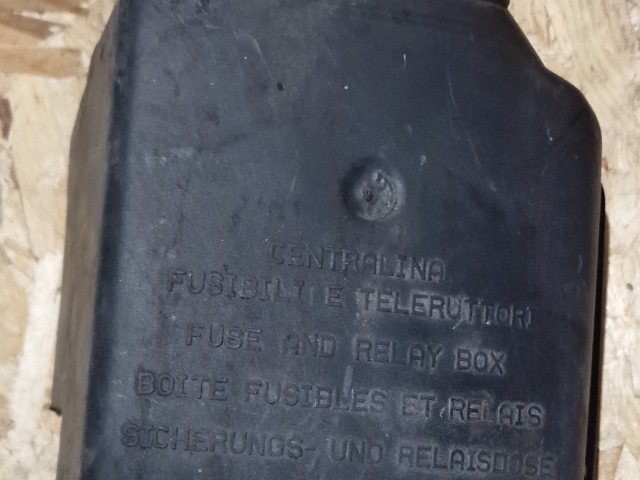 CENTRALINA
FUSIBILI E TELERUTTORI
FUSE AND RELAY BOX
BOITE FUSIBLES ET RELAIS
SICHERUNGS- UND RELAISDOSE